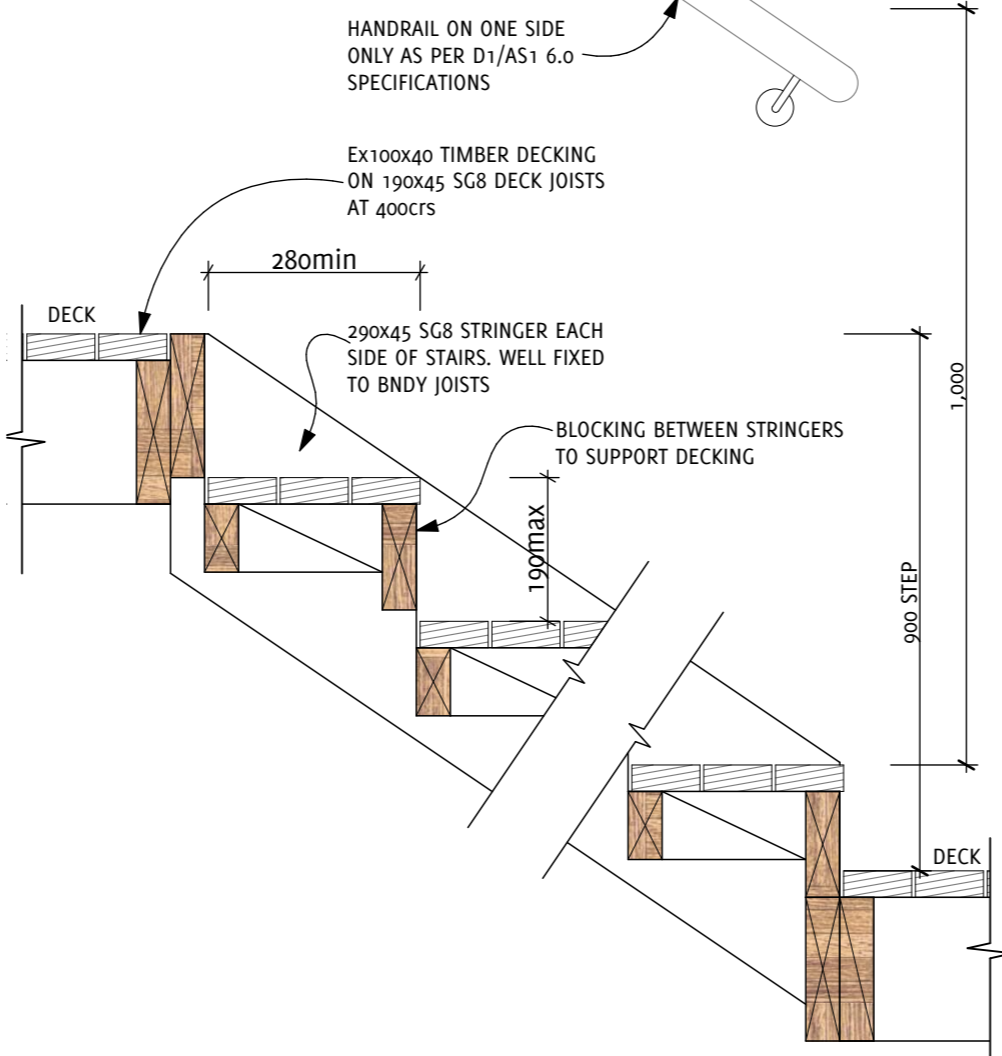 HANDRAIL ON ONE SIDE
ONLY AS PER D1/AS1 6.0
SPECIFICATIONS
Ex100x40 TIMBER DECKING
ON 190x45 SG8 DECK JOISTS
AT 400crs
280min
DECK
290x45 SG8 STRINGER EACH
SIDE OF STAIRS. WELL FIXED
TO BNDY JOISTS
1,000
BLOCKING BETWEEN STRINGERS
TO SUPPORT DECKING
190max
900 STEP
DECK